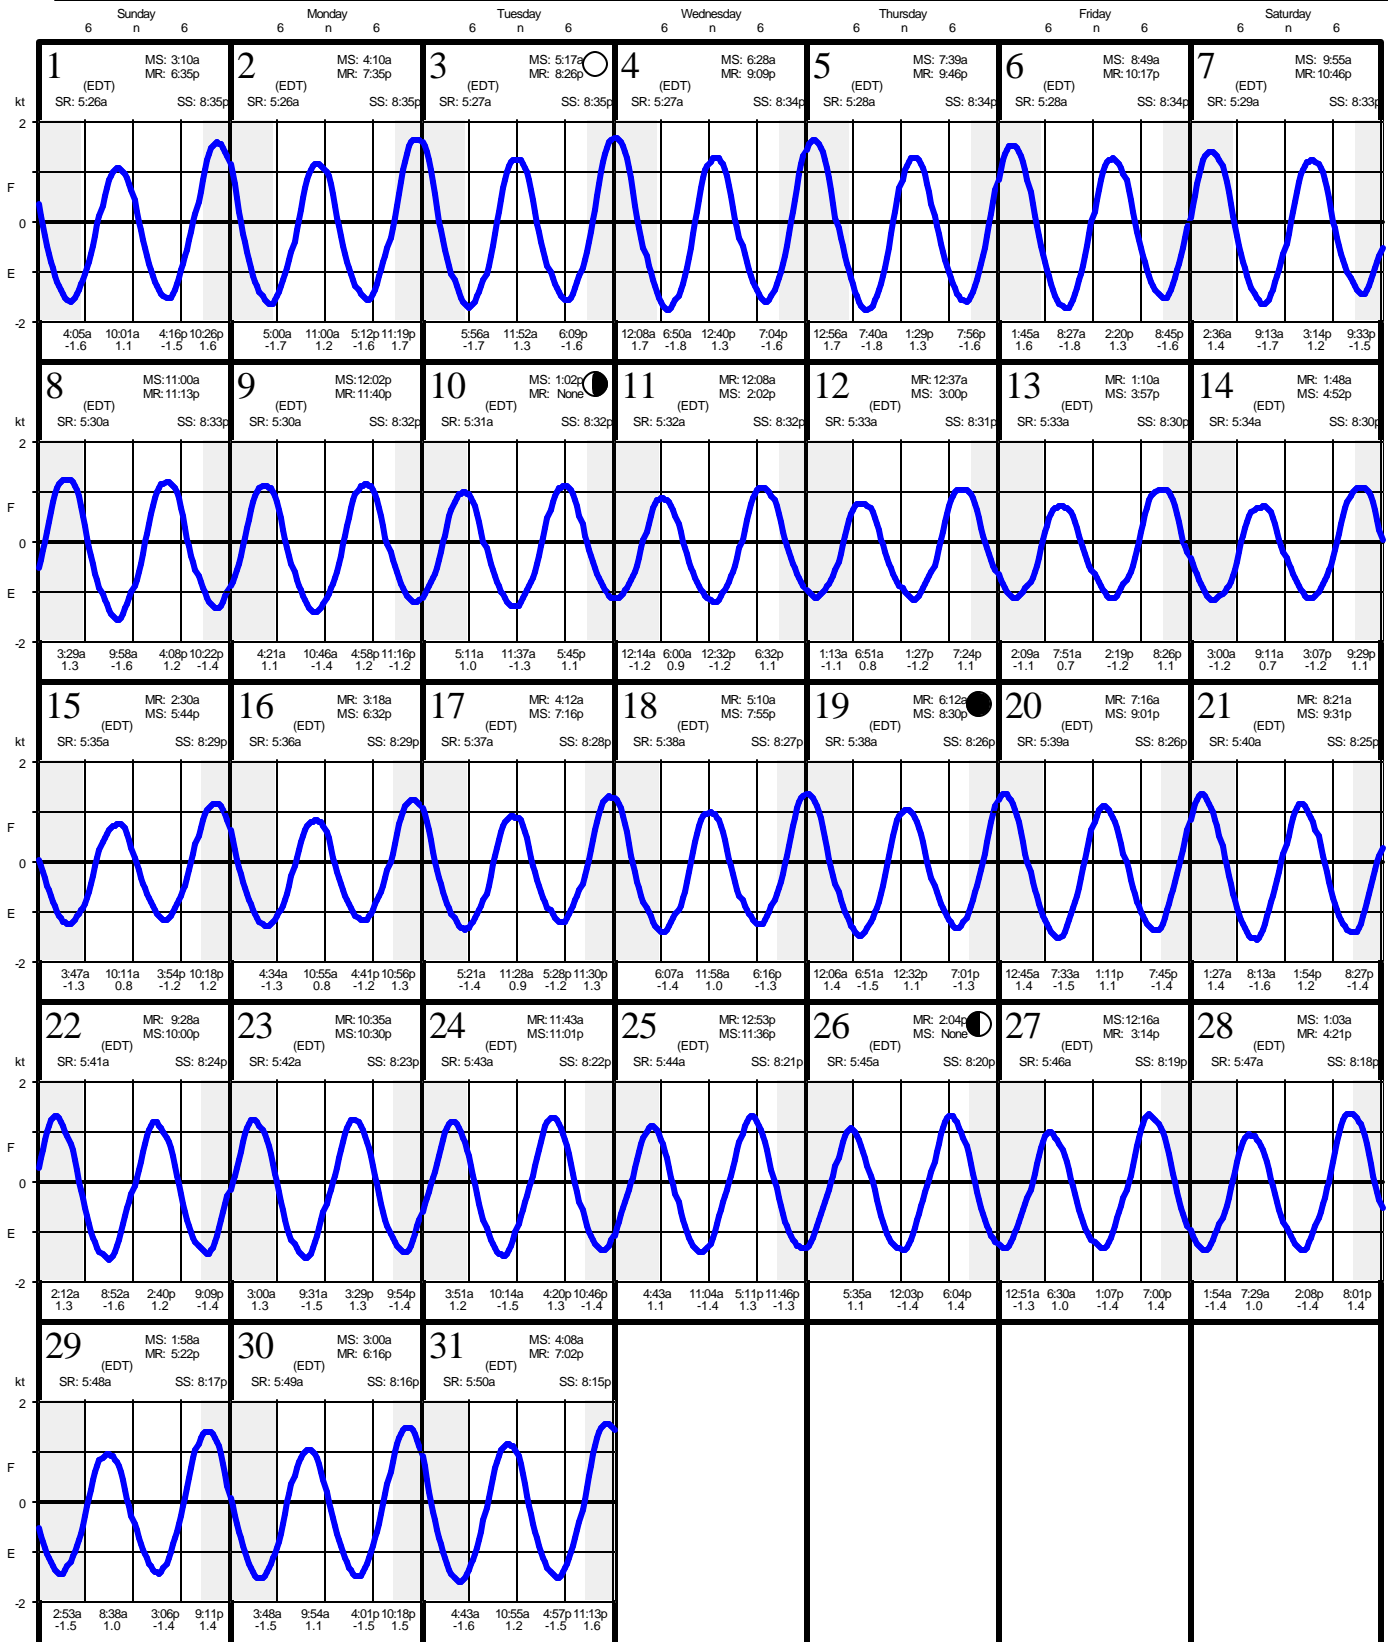 Sunday Monday Tuesday Wednesday Thursday Friday Saturday
6 n 6 6 n 6 6 n 6 6 n 6 6 n 6 6 n 6 6 n 6
1 MS: 3:10a 2 MS: 4:10a 3 MS: 5:17a 4 MS: 6:28a 5 MS: 7:39a 6 MS: 8:49a 7 MS: 9:55a
MR: 6:35p MR: 7:35p MR: 8:26p MR: 9:09p MR: 9:46p MR:10:17p MR:10:46p
(EDT) (EDT) (EDT) (EDT) (EDT) (EDT) (EDT)
kt SR: 5:26a SS: 8:35p SR: 5:26a SS: 8:35p SR: 5:27a SS: 8:35p SR: 5:27a SS: 8:34p SR: 5:28a SS: 8:34p SR: 5:28a SS: 8:34p SR: 5:29a SS: 8:33p
2
F
0
E
-2
4:05a 10:01a 4:16p 10:26p 5:00a 11:00a 5:12p 11:19p 5:56a 11:52a 6:09p 12:08a 6:50a 12:40p 7:04p 12:56a 7:40a 1:29p 7:56p 1:45a 8:27a 2:20p 8:45p 2:36a 9:13a 3:14p 9:33p
-1.6 1.1 -1.5 1.6 -1.7 1.2 -1.6 1.7 -1.7 1.3 -1.6 1.7 -1.8 1.3 -1.6 1.7 -1.8 1.3 -1.6 1.6 -1.8 1.3 -1.6 1.4 -1.7 1.2 -1.5
8 MS:11:00a 9 MS:12:02p 10 MS: 1:02p 11 MR:12:08a 12 MR:12:37a 13 MR: 1:10a 14 MR: 1:48a
MR:11:13p MR:11:40p MR: None MS: 2:02p MS: 3:00p MS: 3:57p MS: 4:52p
(EDT) (EDT) (EDT) (EDT) (EDT) (EDT) (EDT)
kt SR: 5:30a SS: 8:33p SR: 5:30a SS: 8:32p SR: 5:31a SS: 8:32p SR: 5:32a SS: 8:32p SR: 5:33a SS: 8:31p SR: 5:33a SS: 8:30p SR: 5:34a SS: 8:30p
2
F
0
E
-2
3:29a 9:58a 4:08p 10:22p 4:21a 10:46a 4:58p 11:16p 5:11a 11:37a 5:45p 12:14a 6:00a 12:32p 6:32p 1:13a 6:51a 1:27p 7:24p 2:09a 7:51a 2:19p 8:26p 3:00a 9:11a 3:07p 9:29p
1.3 -1.6 1.2 -1.4 1.1 -1.4 1.2 -1.2 1.0 -1.3 1.1 -1.2 0.9 -1.2 1.1 -1.1 0.8 -1.2 1.1 -1.1 0.7 -1.2 1.1 -1.2 0.7 -1.2 1.1
15 MR: 2:30a 16 MR: 3:18a 17 MR: 4:12a 18 MR: 5:10a 19 MR: 6:12a 20 MR: 7:16a 21 MR: 8:21a
MS: 5:44p MS: 6:32p MS: 7:16p MS: 7:55p MS: 8:30p MS: 9:01p MS: 9:31p
(EDT) (EDT) (EDT) (EDT) (EDT) (EDT) (EDT)
kt SR: 5:35a SS: 8:29p SR: 5:36a SS: 8:29p SR: 5:37a SS: 8:28p SR: 5:38a SS: 8:27p SR: 5:38a SS: 8:26p SR: 5:39a SS: 8:26p SR: 5:40a SS: 8:25p
2
F
0
E
-2
3:47a 10:11a 3:54p 10:18p 4:34a 10:55a 4:41p 10:56p 5:21a 11:28a 5:28p 11:30p 6:07a 11:58a 6:16p 12:06a 6:51a 12:32p 7:01p 12:45a 7:33a 1:11p 7:45p 1:27a 8:13a 1:54p 8:27p
-1.3 0.8 -1.2 1.2 -1.3 0.8 -1.2 1.3 -1.4 0.9 -1.2 1.3 -1.4 1.0 -1.3 1.4 -1.5 1.1 -1.3 1.4 -1.5 1.1 -1.4 1.4 -1.6 1.2 -1.4
22 MR: 9:28a 23 MR:10:35a 24 MR:11:43a 25 MR:12:53p 26 MR: 2:04p 27 MS:12:16a 28 MS: 1:03a
MS:10:00p MS:10:30p MS:11:01p MS:11:36p MS: None MR: 3:14p MR: 4:21p
(EDT) (EDT) (EDT) (EDT) (EDT) (EDT) (EDT)
kt SR: 5:41a SS: 8:24p SR: 5:42a SS: 8:23p SR: 5:43a SS: 8:22p SR: 5:44a SS: 8:21p SR: 5:45a SS: 8:20p SR: 5:46a SS: 8:19p SR: 5:47a SS: 8:18p
2
F
0
E
-2
2:12a 8:52a 2:40p 9:09p 3:00a 9:31a 3:29p 9:54p 3:51a 10:14a 4:20p 10:46p 4:43a 11:04a 5:11p 11:46p 5:35a 12:03p 6:04p 12:51a 6:30a 1:07p 7:00p 1:54a 7:29a 2:08p 8:01p
1.3 -1.6 1.2 -1.4 1.3 -1.5 1.3 -1.4 1.2 -1.5 1.3 -1.4 1.1 -1.4 1.3 -1.3 1.1 -1.4 1.4 -1.3 1.0 -1.4 1.4 -1.4 1.0 -1.4 1.4
29 MS: 1:58a 30 MS: 3:00a 31 MS: 4:08a
MR: 5:22p MR: 6:16p MR: 7:02p
(EDT) (EDT) (EDT)
kt SR: 5:48a SS: 8:17p SR: 5:49a SS: 8:16p SR: 5:50a SS: 8:15p
2
F
0
E
-2
2:53a 8:38a 3:06p 9:11p 3:48a 9:54a 4:01p 10:18p 4:43a 10:55a 4:57p 11:13p
-1.5 1.0 -1.4 1.4 -1.5 1.1 -1.5 1.5 -1.6 1.2 -1.5 1.6